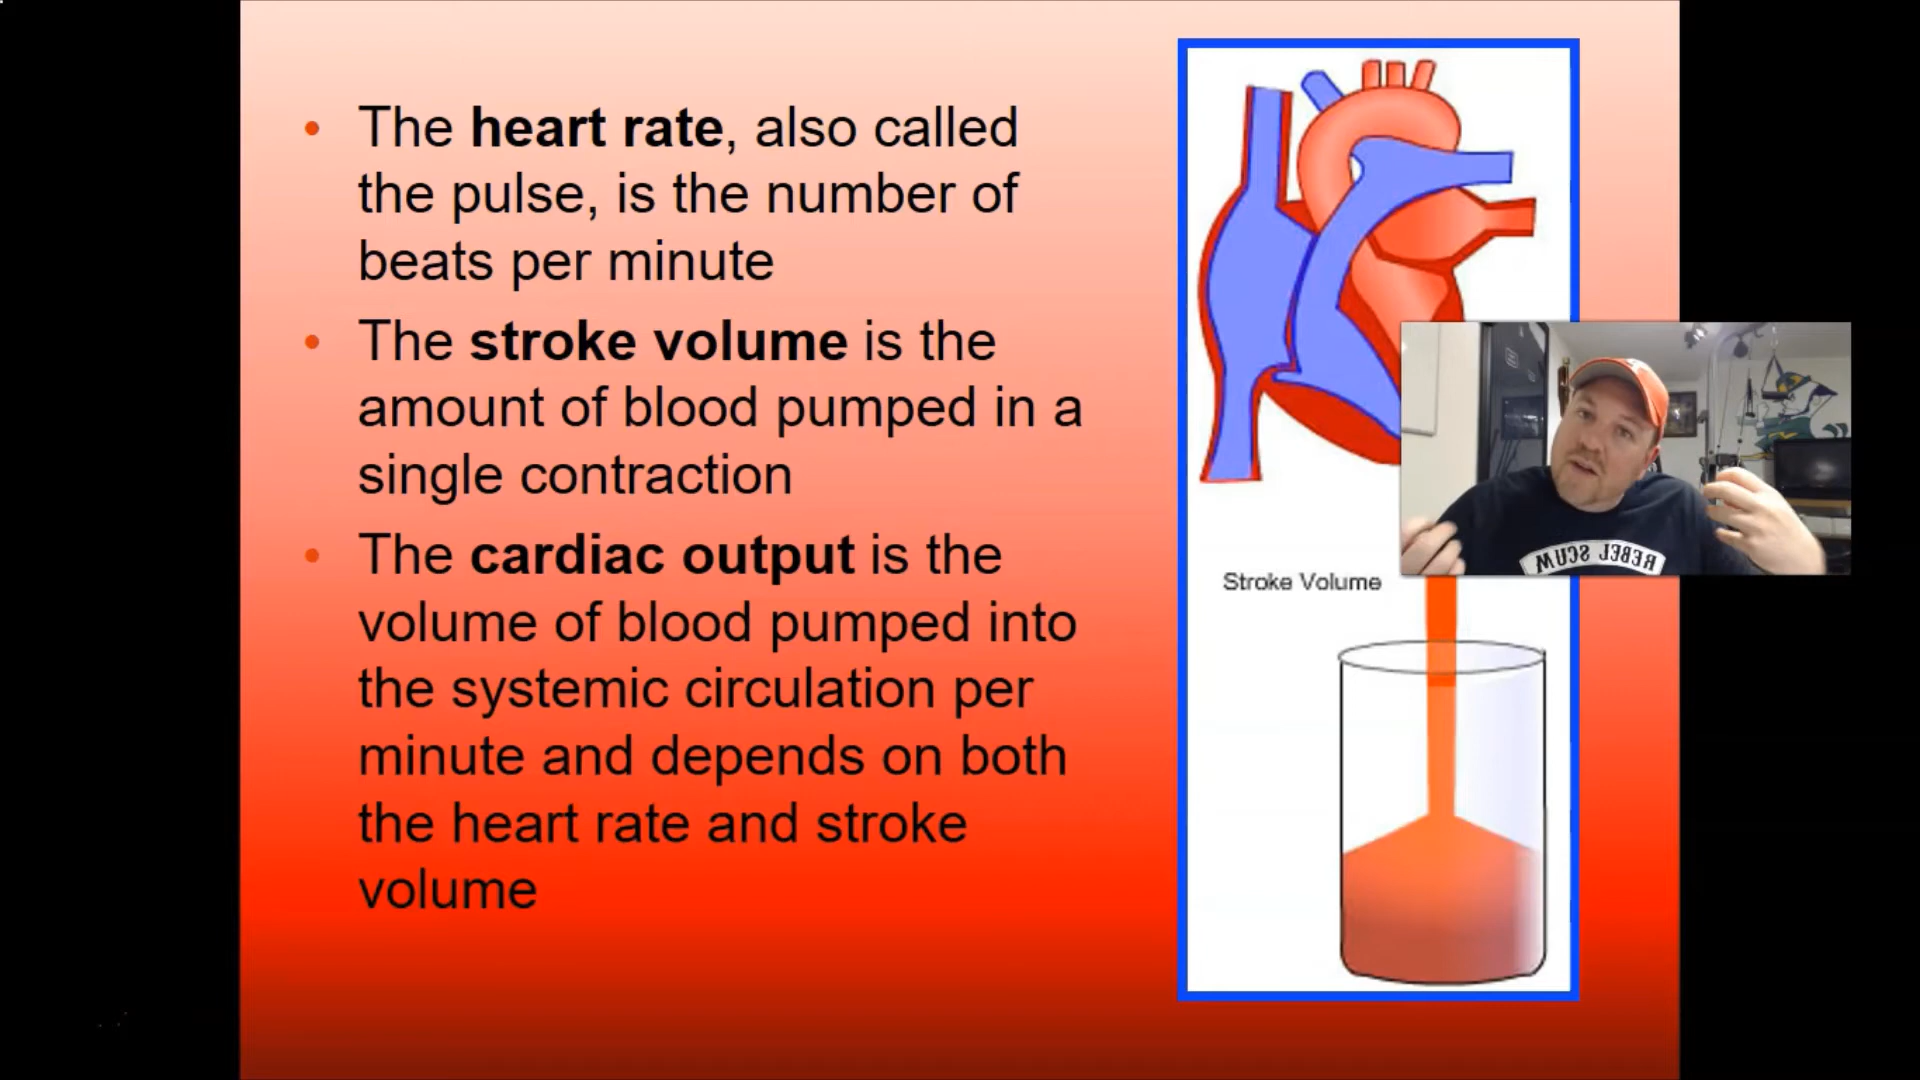 The heart rate, also called
the pulse, is the number of
beats per minute
The stroke volume is the
amount of blood pumped in a
single contraction
The cardiac output is the
volume of blood pumped into
the systemic circulation per
minute and depends on both
the heart rate and stroke
volume
Stroke Volume
REBEL SCUM